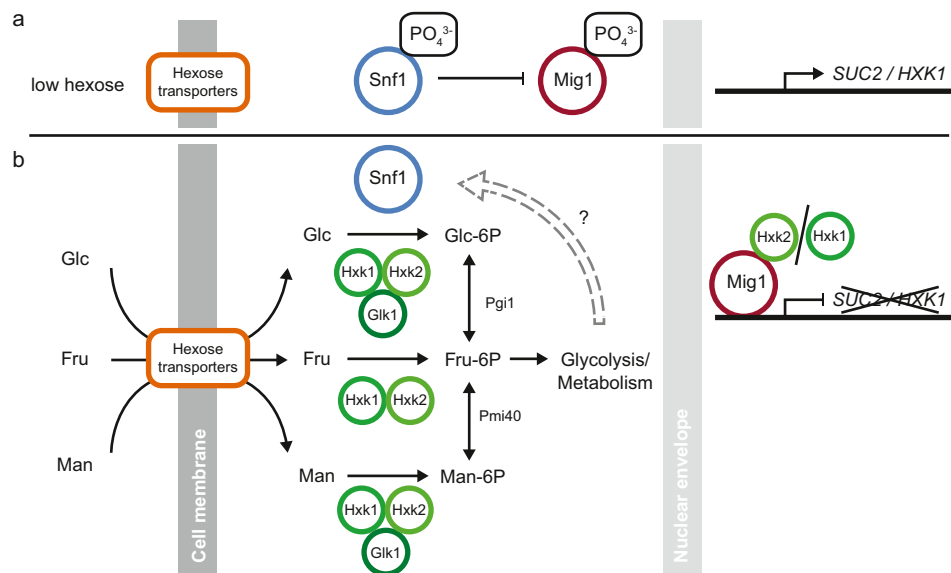 a
low hexose
Hexose
transporters
Snf1
PO₄³⁻
Mig1
PO₄³⁻
SUC2 / HXK1
b
Snf1
?
Glc
Glc
Glc-6P
Hxk1
Hxk2
Glk1
Pgi1
Fru
Hexose
transporters
Fru
Fru-6P
Glycolysis/
Metabolism
Hxk1
Hxk2
Pmi40
Man
Man
Man-6P
Hxk1
Hxk2
Glk1
Cell membrane
Nuclear envelope
Hxk2
/
Hxk1
Mig1
SUC2 / HXK1